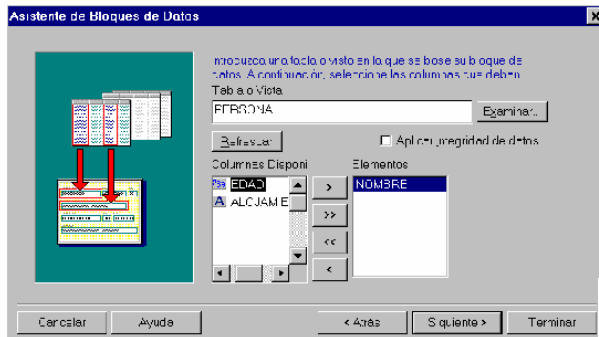 Asistente de Bloques de Datos
Introduzca una tabla o vista en la que se base su bloque de
datos. A continuación, seleccione las columnas que deben
Tabla o Vista
PERSONA
Examinar..
Refrescar
Aplicar integridad de datos
Columnas Disponi
Elementos
EDAD
ALOJAMIE
NOMBRE
>
>>
<<
<
Cancelar
Ayuda
< Atrás
Siguiente >
Terminar